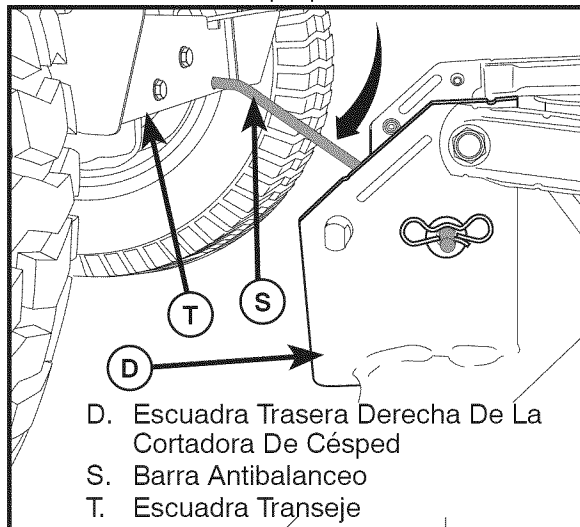 T
S
D
D. Escuadra Trasera Derecha De La
Cortadora De Césped
S. Barra Antibalanceo
T. Escuadra Transeje